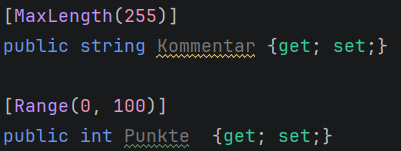 [MaxLength(255)]
public string Kommentar {get; set;}
[Range(0, 100)]
public int Punkte  {get; set;}